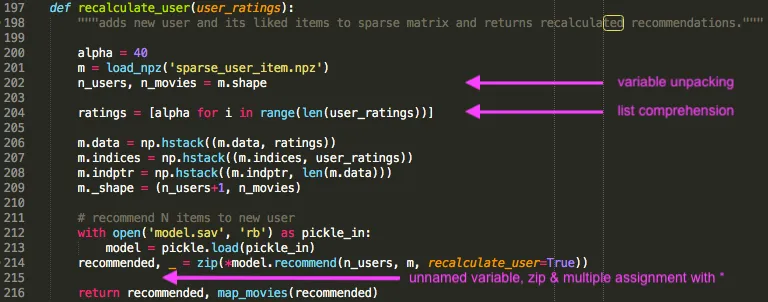 197 def recalculate_user(user_ratings):
198 """adds new user and its liked items to sparse matrix and returns recalculated recommendations."""
199
200 alpha = 40
201 m = load_npz('sparse_user_item.npz')
202 n_users, n_movies = m.shape variable unpacking
203
204 ratings = [alpha for i in range(len(user_ratings))] list comprehension
205
206 m.data = np.hstack((m.data, ratings))
207 m.indices = np.hstack((m.indices, user_ratings))
208 m.indptr = np.hstack((m.indptr, len(m.data)))
209 m._shape = (n_users+1, n_movies)
210
211 # recommend N items to new user
212 with open('model.sav', 'rb') as pickle_in:
213 model = pickle.load(pickle_in)
214 recommended, _ = zip(*model.recommend(n_users, m, recalculate_user=True))
215 unnamed variable, zip & multiple assignment with *
216 return recommended, map_movies(recommended)